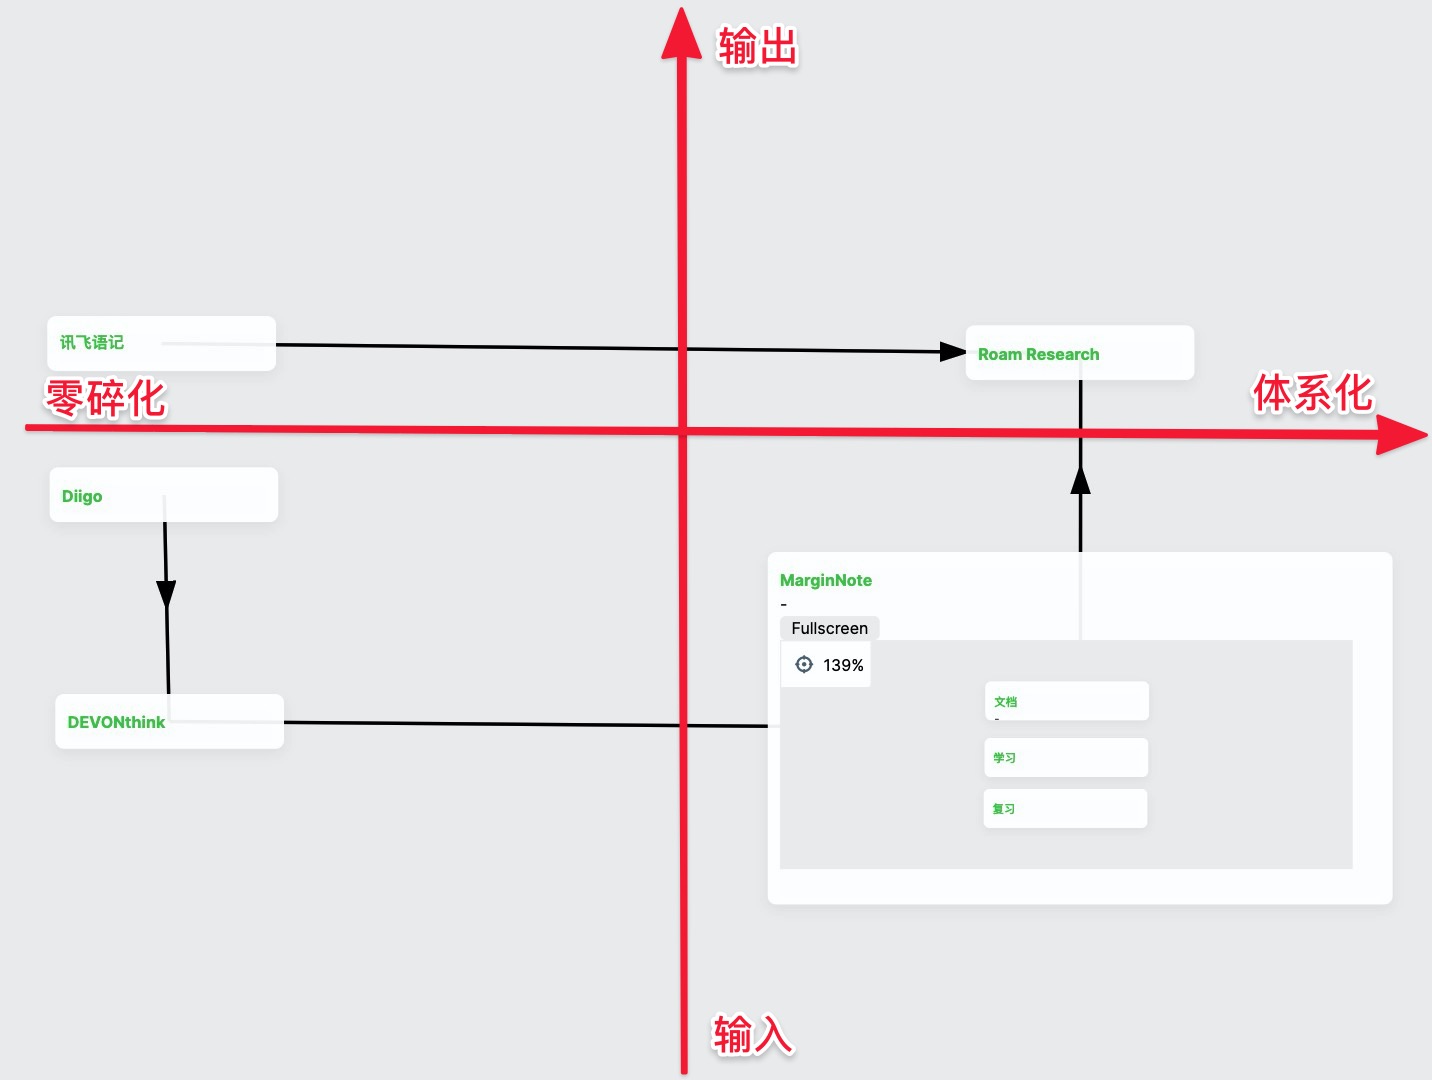 输出
讯飞语记
Roam Research
零碎化
体系化
Diigo
MarginNote
-
Fullscreen
139%
文档
-
学习
复习
DEVONthink
输入